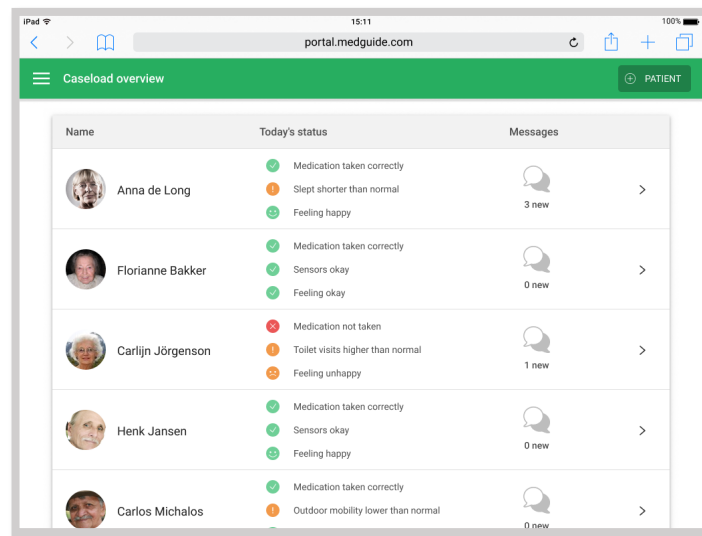 iPad 15:11 100%
portal.medguide.com
Caseload overview PATIENT
Name Today's status Messages
Medication taken correctly
Anna de Long Slept shorter than normal 3 new
Feeling happy
Medication taken correctly
Florianne Bakker Sensors okay 0 new
Feeling okay
Medication not taken
Carlijn Jörgenson Toilet visits higher than normal 1 new
Feeling unhappy
Medication taken correctly
Henk Jansen Sensors okay 0 new
Feeling happy
Medication taken correctly
Carlos Michalos Outdoor mobility lower than normal
0 new